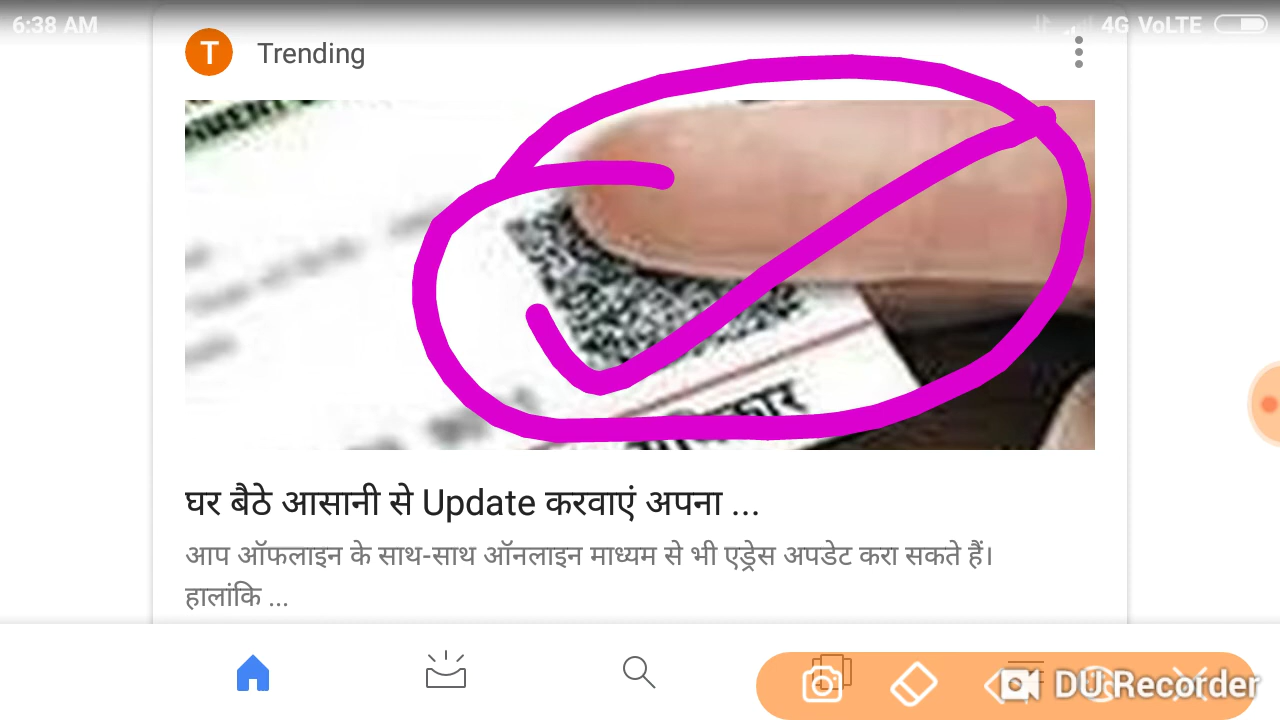 6:38 AM
4G VoLTE
T
Trending
घर बैठे आसानी से Update करवाएं अपना ...
आप ऑफलाइन के साथ-साथ ऑनलाइन माध्यम से भी एड्रेस अपडेट करा सकते हैं।
हालांकि ...
DU Recorder